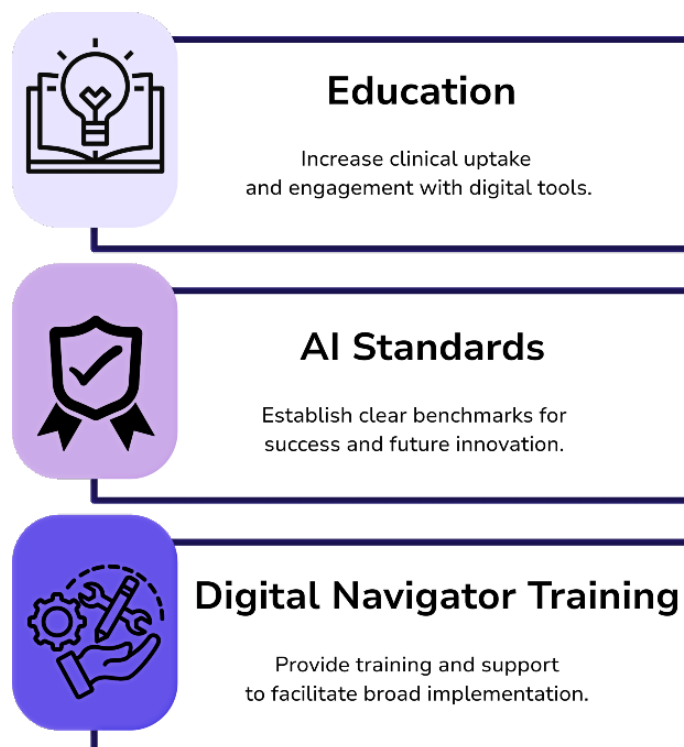 Education
Increase clinical uptake
and engagement with digital tools.
AI Standards
Establish clear benchmarks for
success and future innovation.
Digital Navigator Training
Provide training and support
to facilitate broad implementation.